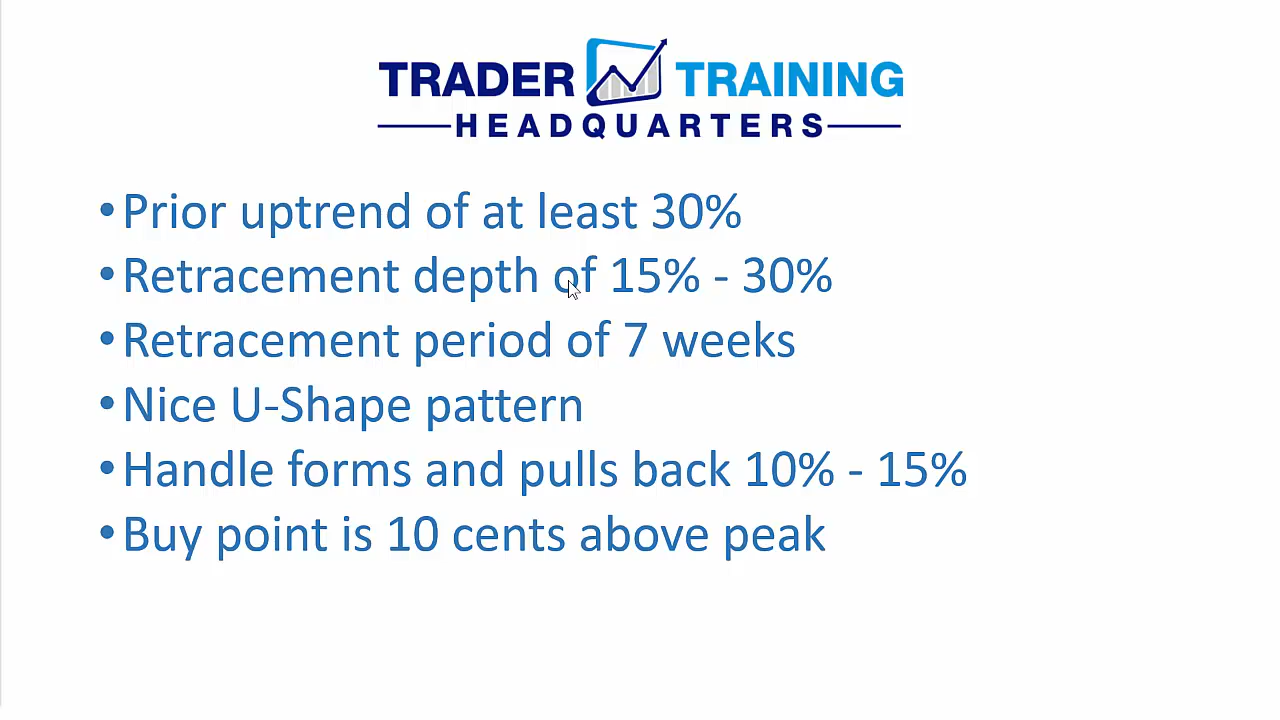 TRADER TRAINING
HEADQUARTERS
•Prior uptrend of at least 30%
•Retracement depth of 15% - 30%
•Retracement period of 7 weeks
•Nice U-Shape pattern
•Handle forms and pulls back 10% - 15%
•Buy point is 10 cents above peak